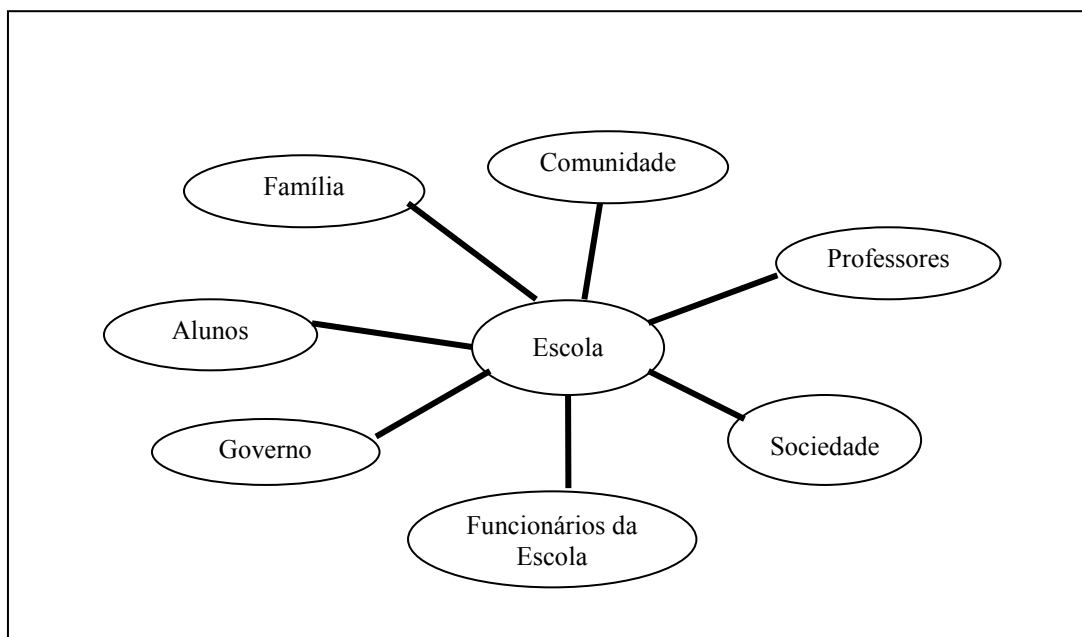 Comunidade
Família
Professores
Alunos
Escola
Governo
Sociedade
Funcionários da
Escola